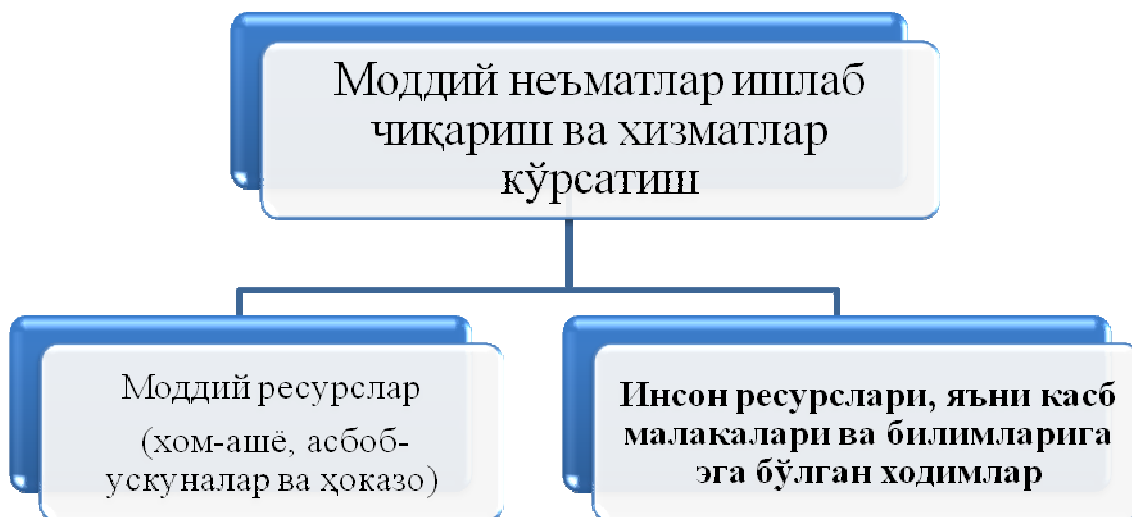 Моддий неъматлар ишлаб
чиқариш ва хизматлар
кўрсатиш
Моддий ресурслар
(хом-ашё, асбоб-
ускуналар ва ҳоказо)
Инсон ресурслари, яъни касб
малакалари ва билимларига
эга бўлган ходимлар